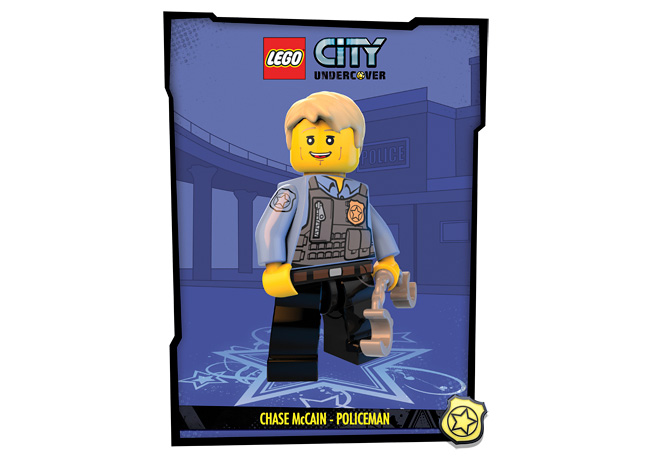 LEGO
CITY
UNDERCOVER
POLICE
CHASE McCAIN - POLICEMAN